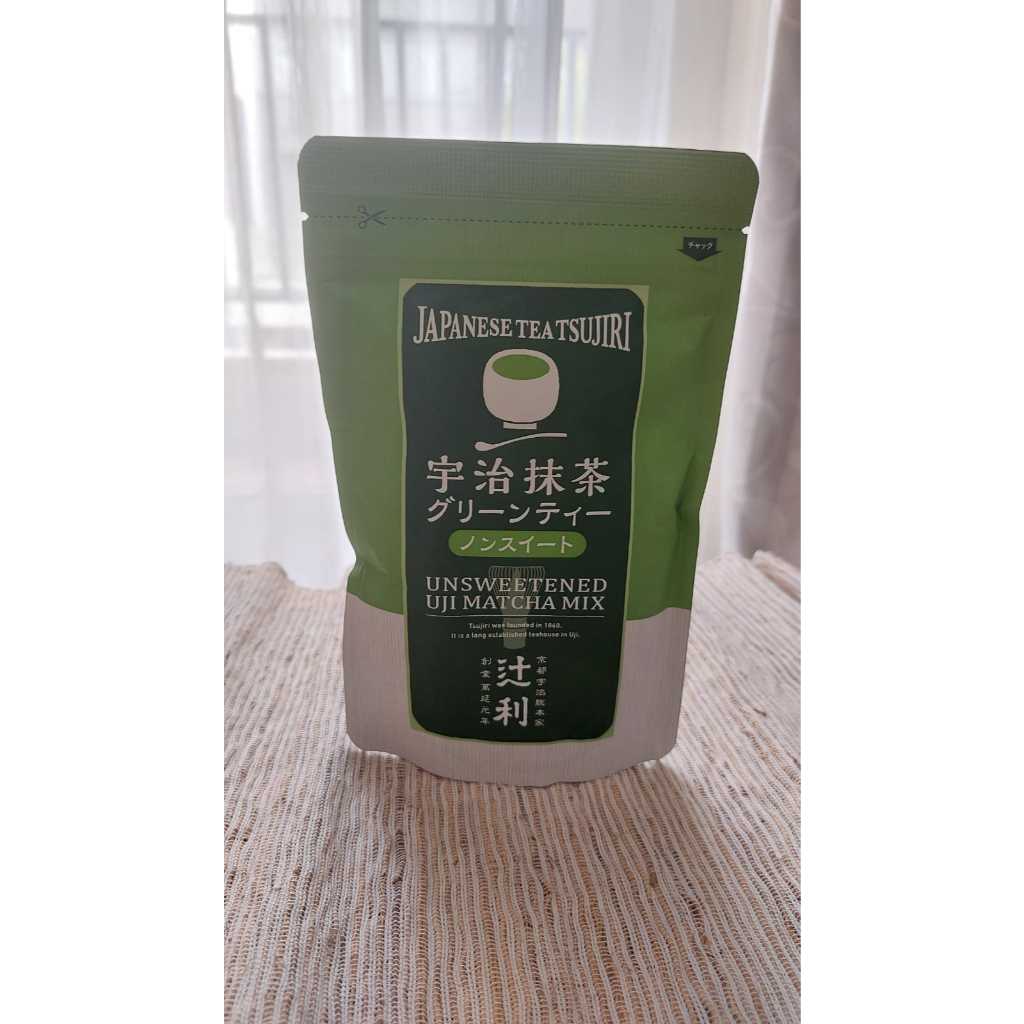 チャック
JAPANESE TEA TSUJIRI
宇治抹茶
グリーンティー
ノンスイート
UNSWEETENED
UJI MATCHA MIX
Tsujiri was founded in 1860.
It is a long established teahouse in Uji.
京都宇治総本家
辻利
創業萬延元年